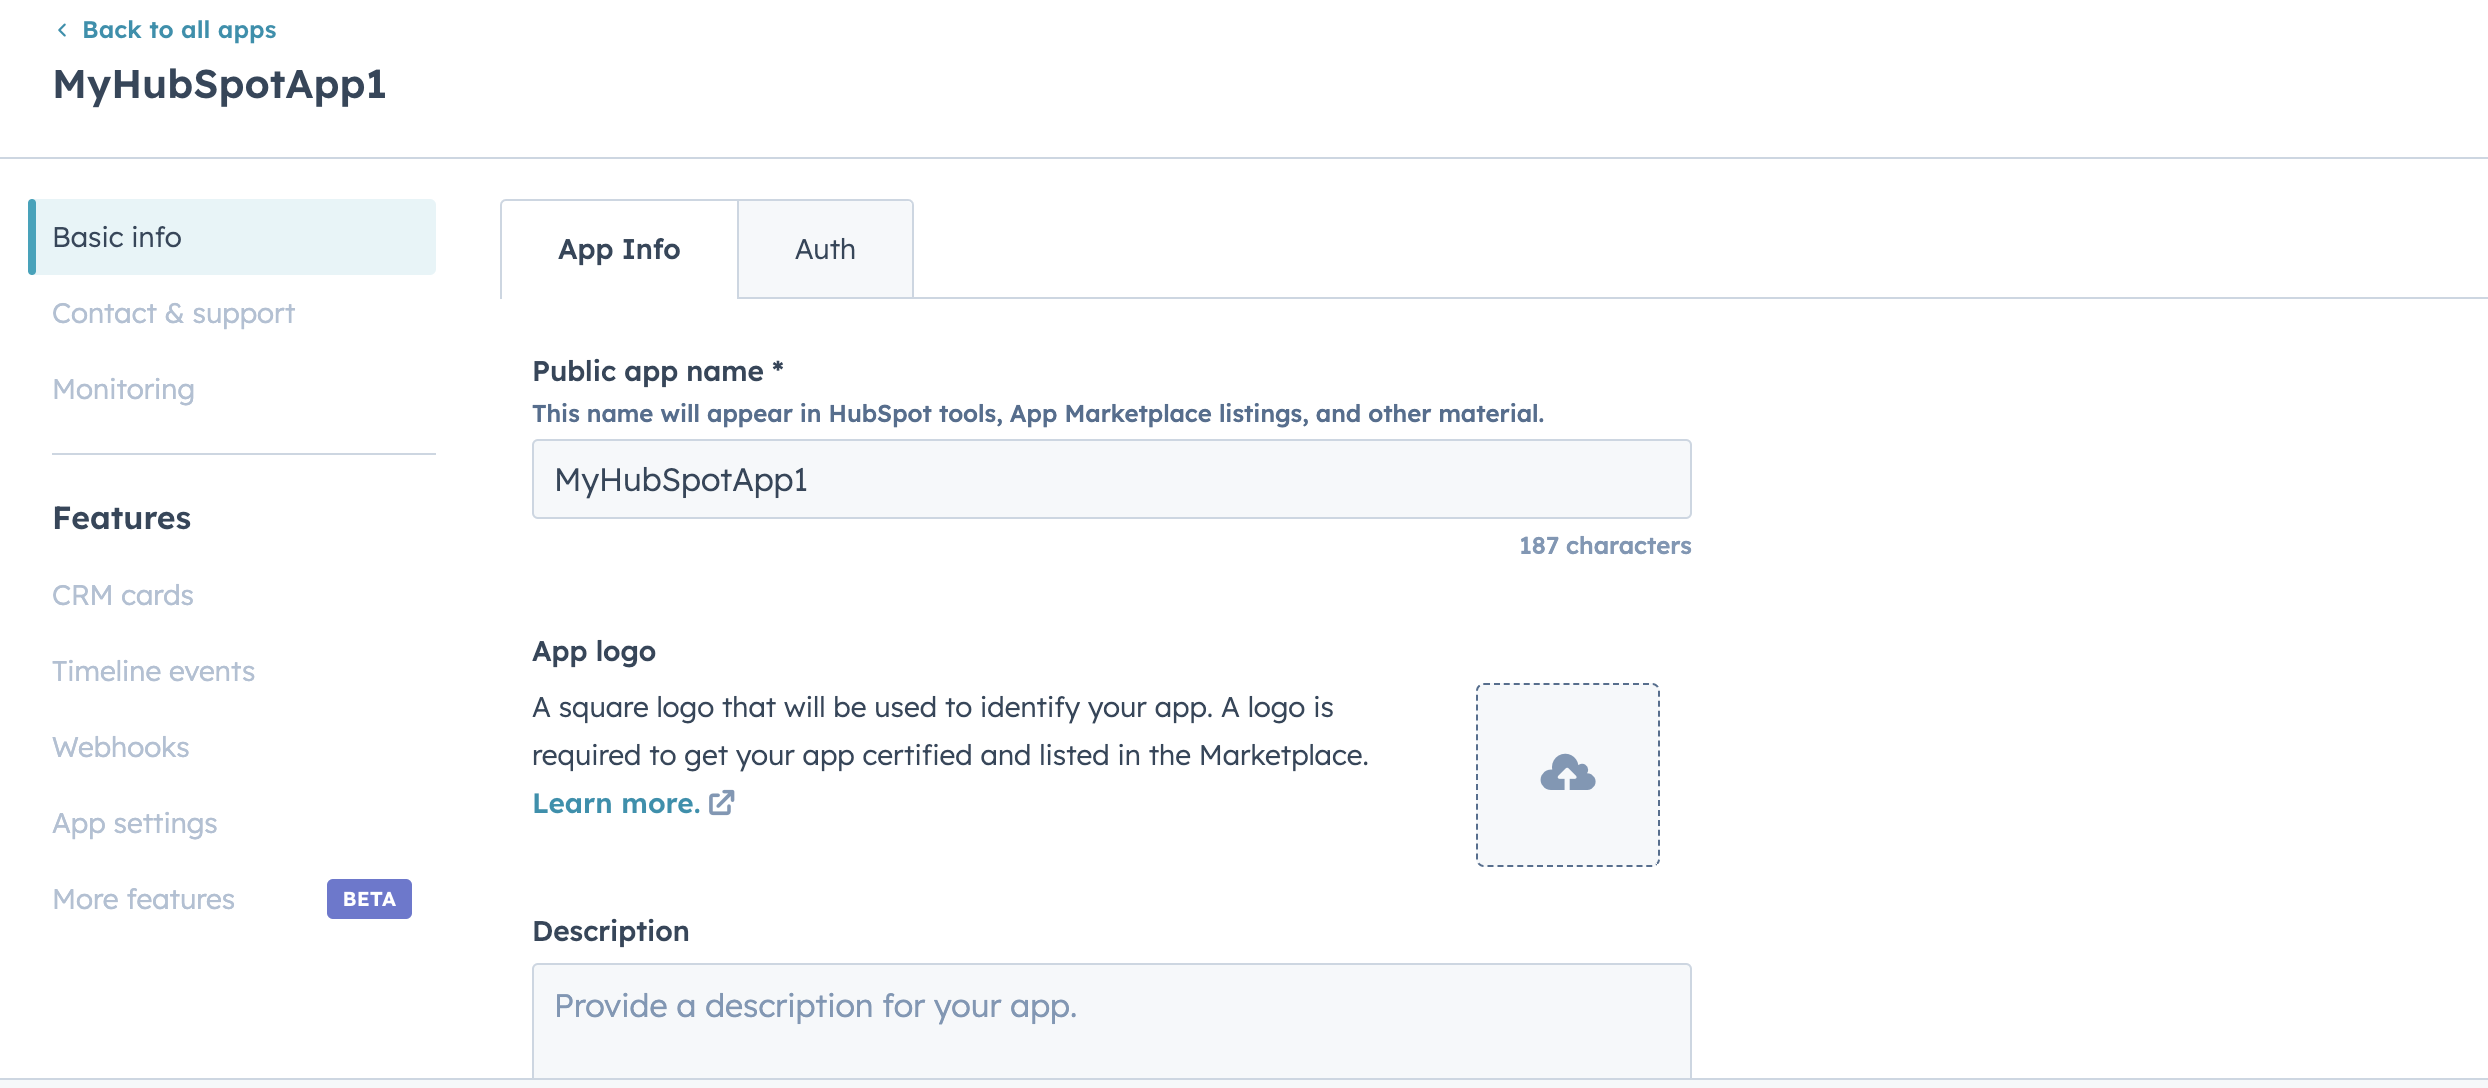 Back to all apps
MyHubSpotApp1
Basic info
Contact & support
Monitoring
Features
CRM cards
Timeline events
Webhooks
App settings
More features BETA
App Info Auth
Public app name *
This name will appear in HubSpot tools, App Marketplace listings, and other material.
MyHubSpotApp1
187 characters
App logo
A square logo that will be used to identify your app. A logo is
required to get your app certified and listed in the Marketplace.
Learn more.
Description
Provide a description for your app.